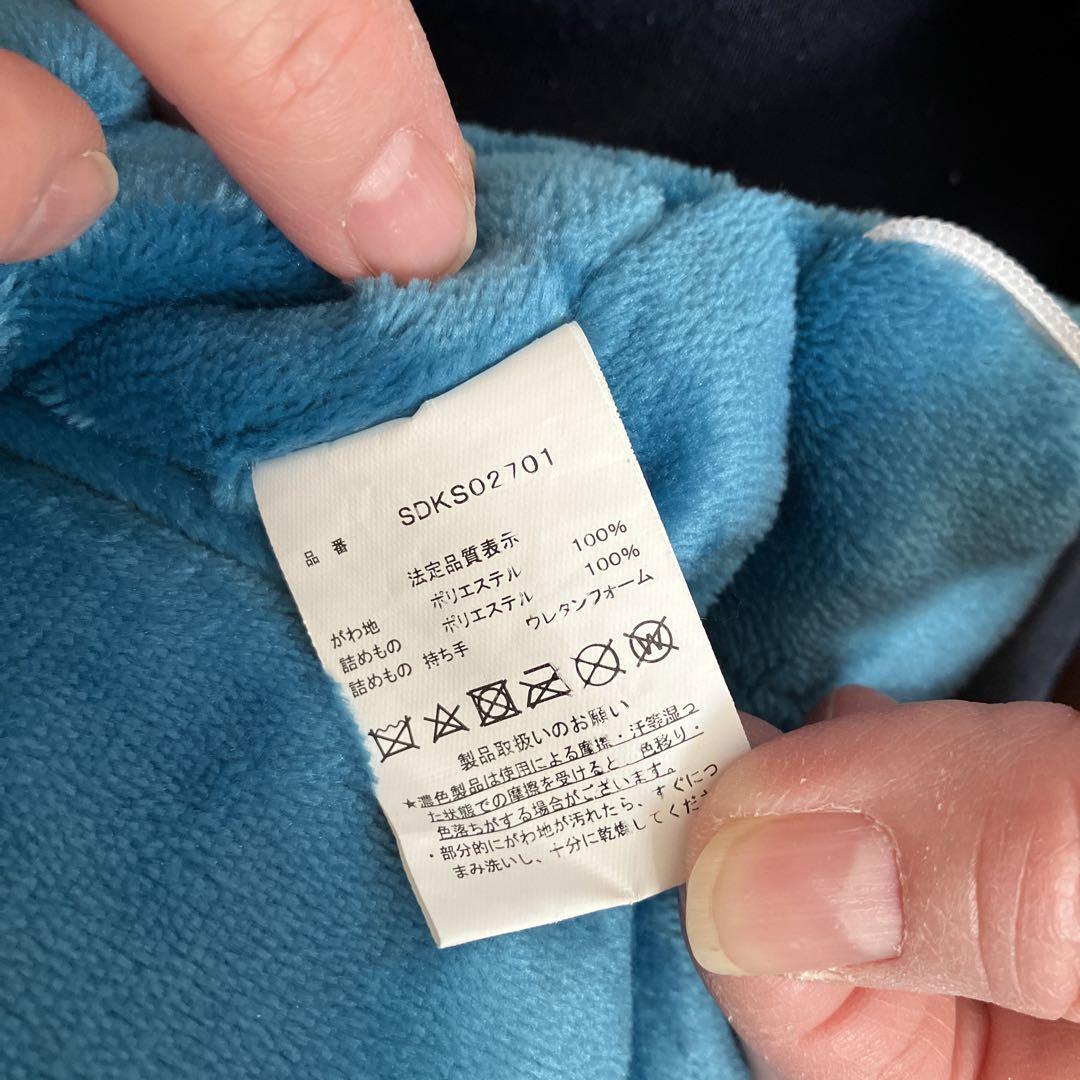 品番 SDKS02701
法定品質表示
がわ地 ポリエステル 100%
詰めもの ポリエステル 100%
詰めもの 持ち手 ウレタンフォーム
製品取扱いのお願い
★濃色製品は使用による摩擦・汗等湿っ
た状態での摩擦を受けると 色移り・
色落ちがする場合がございます。
・部分的にがわ地が汚れたら、すぐにつ
まみ洗いし、十分に乾燥してくだ